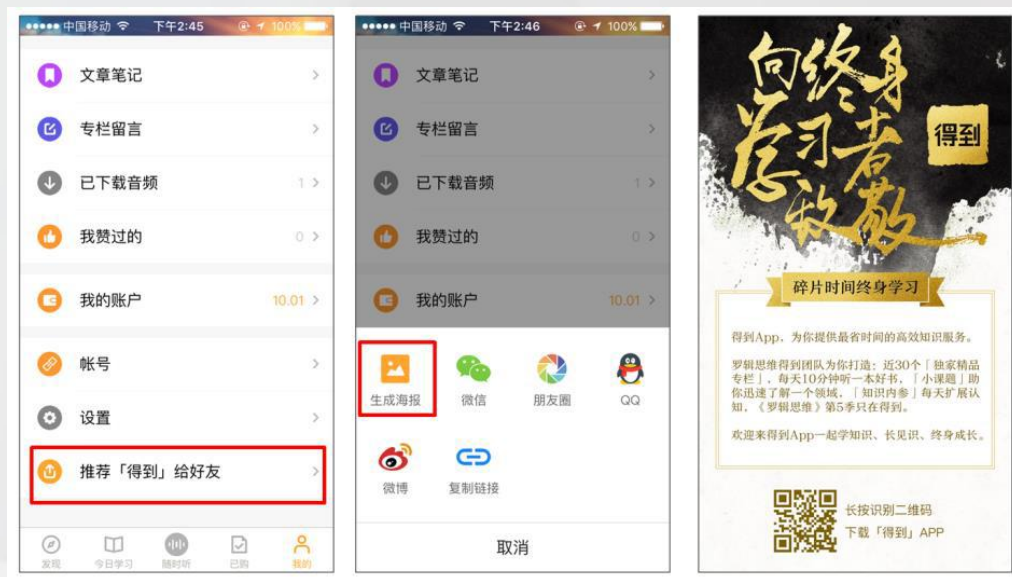 中国移动 下午2:45 100%
文章笔记
专栏留言
已下载音频 1
我赞过的 0
我的账户 10.01
帐号
设置
推荐「得到」给好友
发现 今日学习 随时听 已购 我的
中国移动 下午2:46 100%
文章笔记
专栏留言
已下载音频 1
我赞过的 0
我的账户 10.01
生成海报 微信 朋友圈 QQ
微博 复制链接
取消
向终身
学习者
致敬
得到
碎片时间终身学习
得到App，为你提供最省时间的高效知识服务。
罗辑思维得到团队为你打造：近30个「独家精品
专栏」，每天10分钟听一本好书，「小课题」助
你迅速了解一个领域，「知识内参」每天扩展认
知，《罗辑思维》第5季只在得到。
欢迎来得到App一起学知识、长见识、终身成长。
长按识别二维码
下载「得到」APP